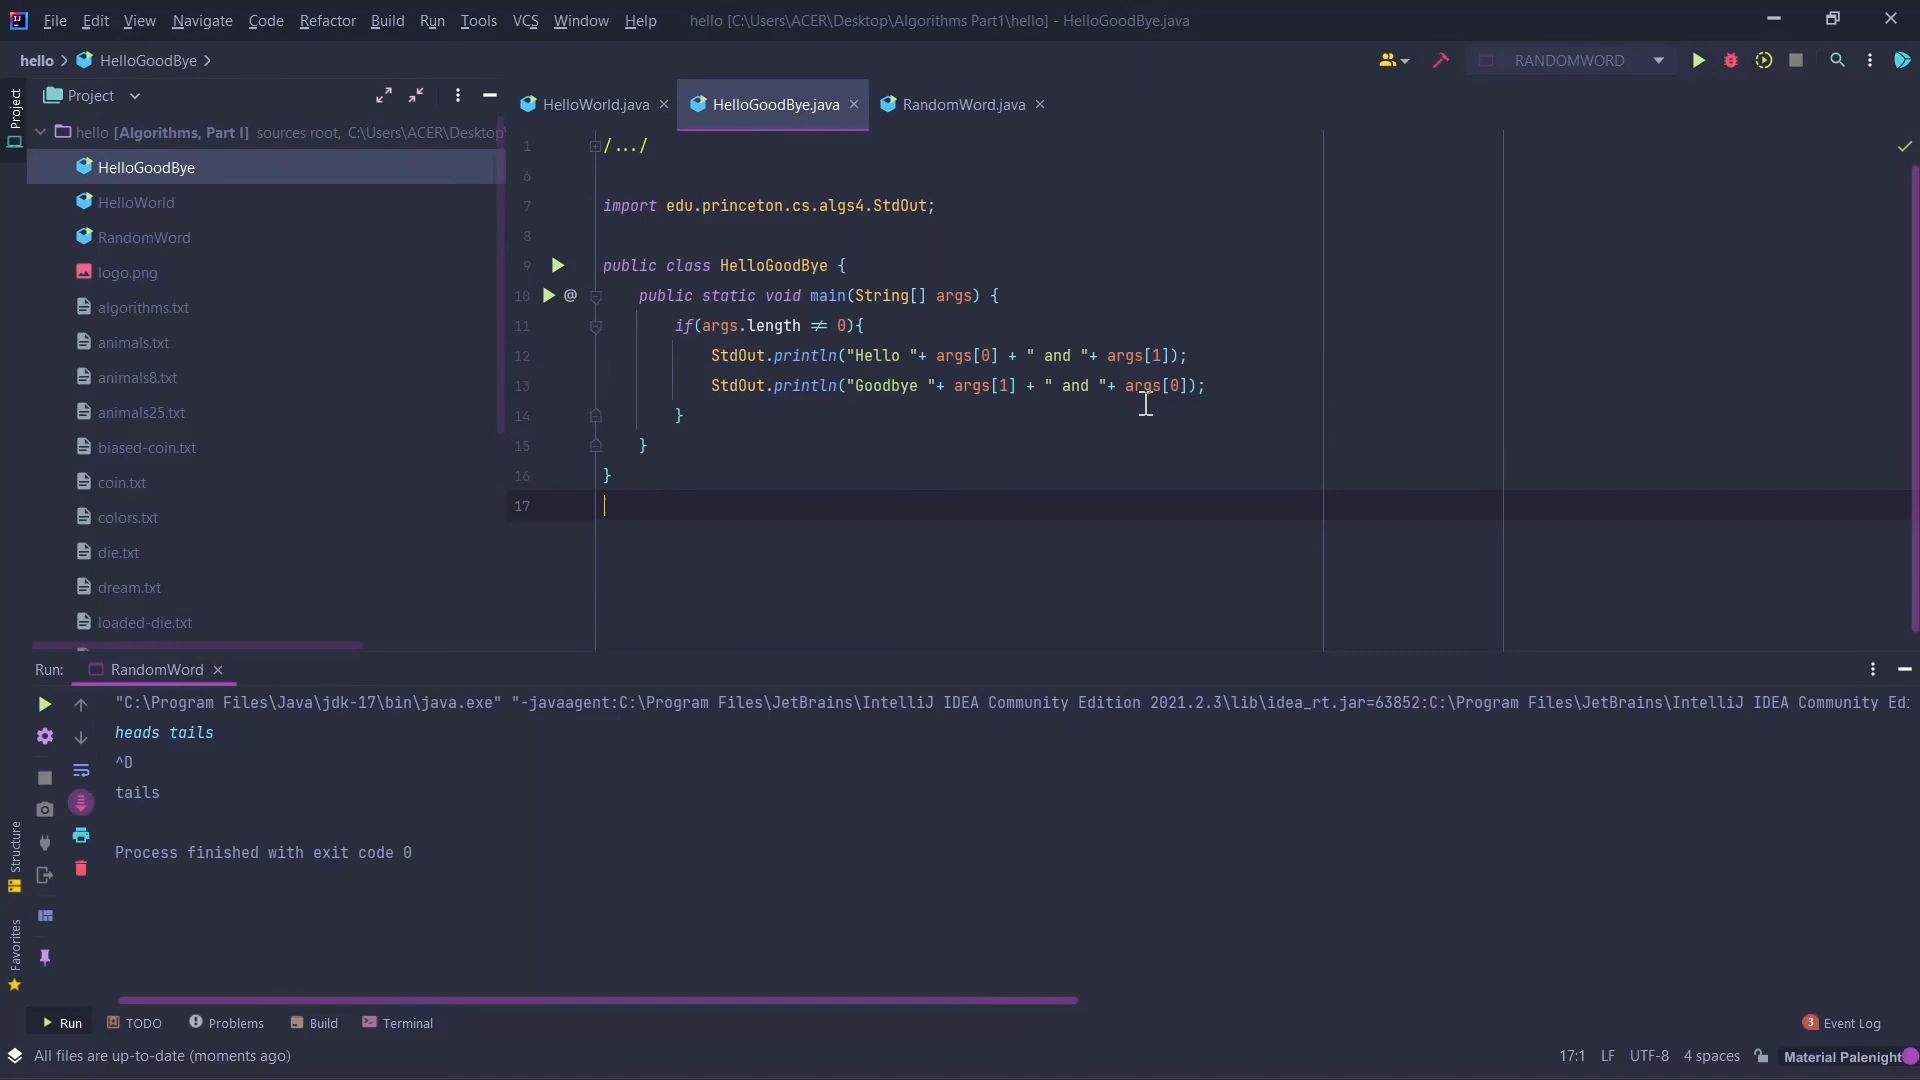 File Edit View Navigate Code Refactor Build Run Tools VCS Window Help hello [C:\Users\ACER\Desktop\Algorithms Part1\hello] - HelloGoodBye.java
hello HelloGoodBye RANDOMWORD
Project Project HelloWorld.java HelloGoodBye.java RandomWord.java
hello [Algorithms, Part I] sources root, C:\Users\ACER\Desktop
HelloGoodBye
HelloWorld
RandomWord
logo.png
algorithms.txt
animals.txt
animals8.txt
animals25.txt
biased-coin.txt
coin.txt
colors.txt
die.txt
dream.txt
loaded-die.txt
1 /.../
6
7 import edu.princeton.cs.algs4.StdOut;
8
9 public class HelloGoodBye {
10 @ public static void main(String[] args) {
11 if(args.length ≠ 0){
12 StdOut.println("Hello "+ args[0] + " and "+ args[1]);
13 StdOut.println("Goodbye "+ args[1] + " and "+ args[0]);
14 }
15 }
16 }
17
Run: RandomWord
"C:\Program Files\Java\jdk-17\bin\java.exe" "-javaagent:C:\Program Files\JetBrains\IntelliJ IDEA Community Edition 2021.2.3\lib\idea_rt.jar=63852:C:\Program Files\JetBrains\IntelliJ IDEA Community Edi
heads tails
^D
tails
Process finished with exit code 0
Structure
Favorites
Run TODO Problems Build Terminal 3 Event Log
All files are up-to-date (moments ago) 17:1 LF UTF-8 4 spaces Material Palenight